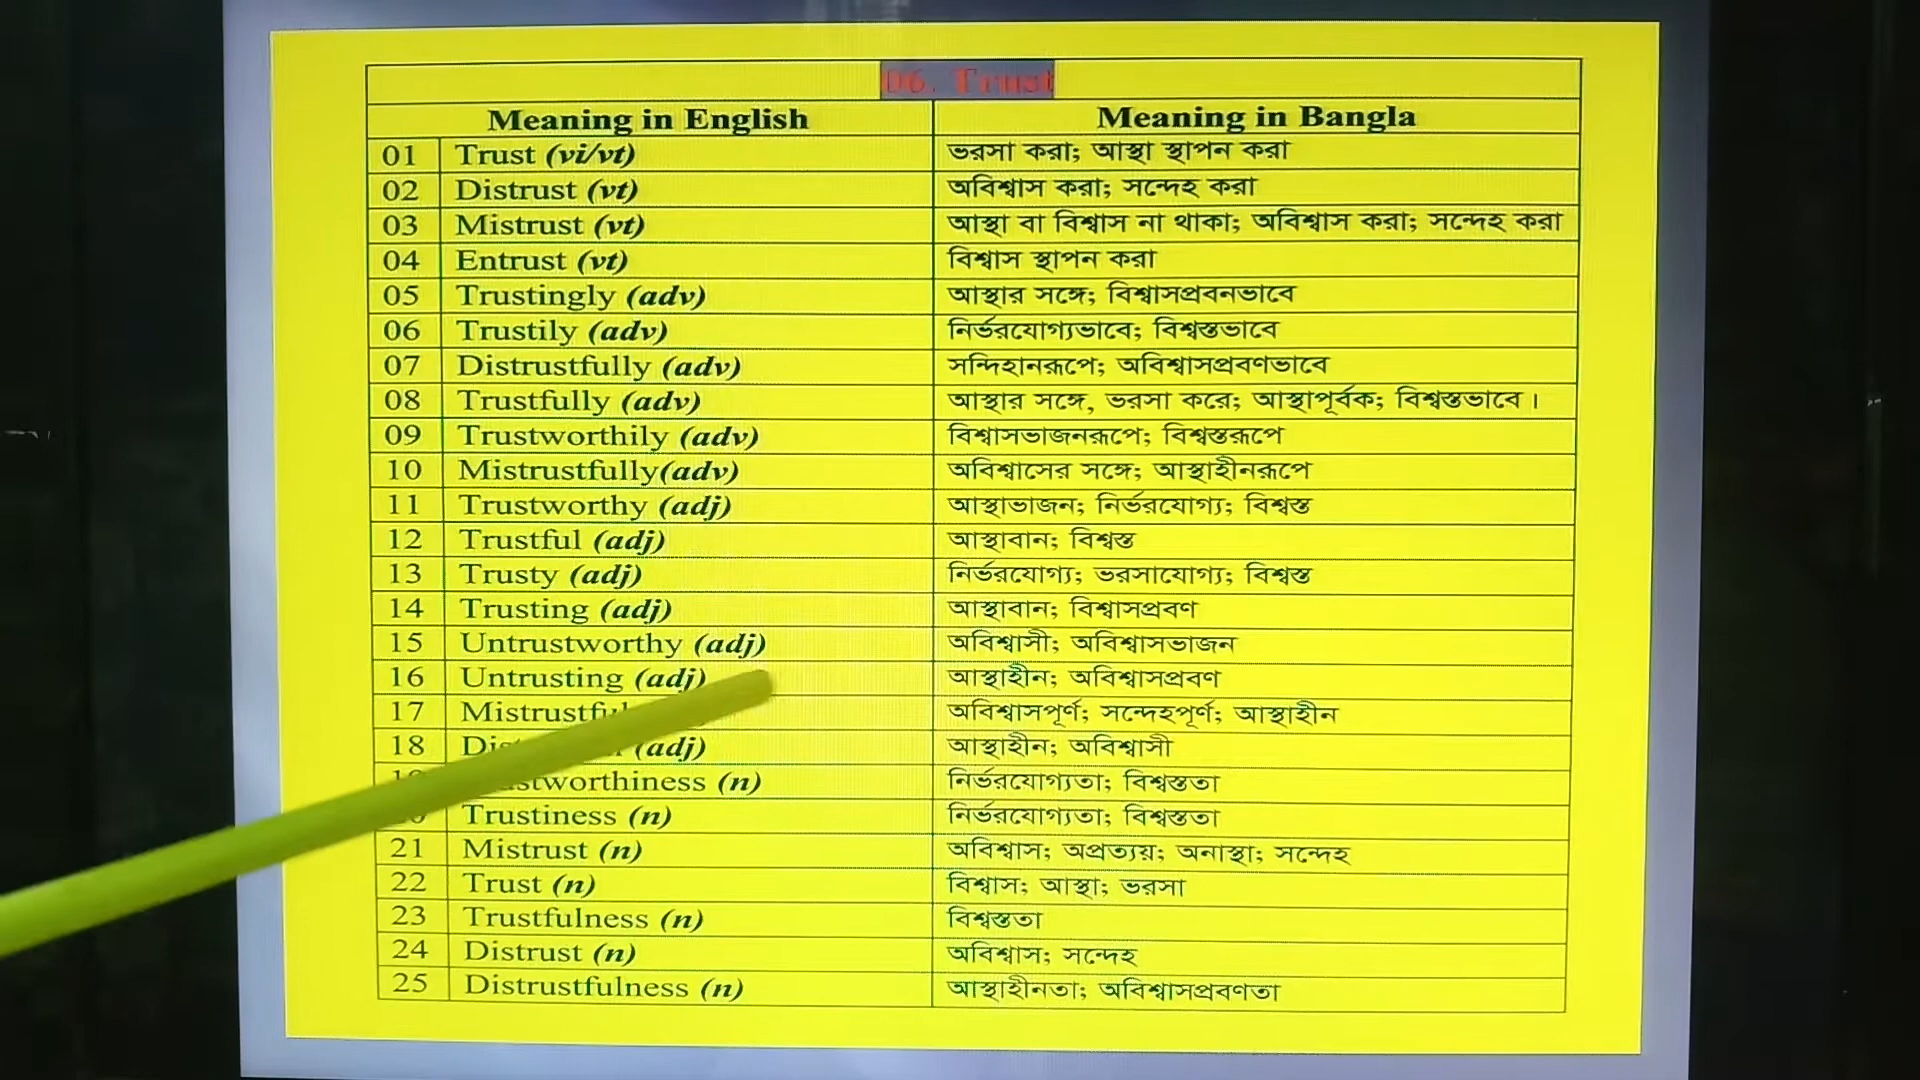 06. Trust
Meaning in English Meaning in Bangla
01 Trust (vi/vt) ভরসা করা; আস্থা স্থাপন করা
02 Distrust (vt) অবিশ্বাস করা; সন্দেহ করা
03 Mistrust (vt) আস্থা বা বিশ্বাস না থাকা; অবিশ্বাস করা; সন্দেহ করা
04 Entrust (vt) বিশ্বাস স্থাপন করা
05 Trustingly (adv) আস্থার সঙ্গে; বিশ্বাসপ্রবনভাবে
06 Trustily (adv) নির্ভরযোগ্যভাবে; বিশ্বস্তভাবে
07 Distrustfully (adv) সন্দিহানরূপে; অবিশ্বাসপ্রবণভাবে
08 Trustfully (adv) আস্থার সঙ্গে, ভরসা করে; আস্থাপূর্বক; বিশ্বস্তভাবে।
09 Trustworthily (adv) বিশ্বাসভাজনরূপে; বিশ্বস্তরূপে
10 Mistrustfully(adv) অবিশ্বাসের সঙ্গে; আস্থাহীনরূপে
11 Trustworthy (adj) আস্থাভাজন; নির্ভরযোগ্য; বিশ্বস্ত
12 Trustful (adj) আস্থাবান; বিশ্বস্ত
13 Trusty (adj) নির্ভরযোগ্য; ভরসাযোগ্য; বিশ্বস্ত
14 Trusting (adj) আস্থাবান; বিশ্বাসপ্রবণ
15 Untrustworthy (adj) অবিশ্বাসী; অবিশ্বাসভাজন
16 Untrusting (adj) আস্থাহীন; অবিশ্বাসপ্রবণ
17 অবিশ্বাসপূর্ণ; সন্দেহপূর্ণ; আস্থাহীন
18 (adj) আস্থাহীন; অবিশ্বাসী
(n) নির্ভরযোগ্যতা; বিশ্বস্ততা
Trustiness (n) নির্ভরযোগ্যতা; বিশ্বস্ততা
21 Mistrust (n) অবিশ্বাস; অপ্রত্যয়; অনাস্থা; সন্দেহ
22 Trust (n) বিশ্বাস; আস্থা; ভরসা
23 Trustfulness (n) বিশ্বস্ততা
24 Distrust (n) অবিশ্বাস; সন্দেহ
25 Distrustfulness (n) আস্থাহীনতা; অবিশ্বাসপ্রবণতা